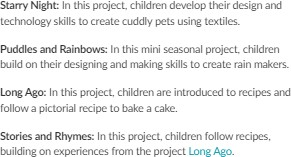 Starry Night: In this project, children develop their design and
technology skills to create cuddly pets using textiles.
Puddles and Rainbows: In this mini seasonal project, children
build on their designing and making skills to create rain makers.
Long Ago: In this project, children are introduced to recipes and
follow a pictorial recipe to bake a cake.
Stories and Rhymes: In this project, children follow recipes,
building on experiences from the project Long Ago.